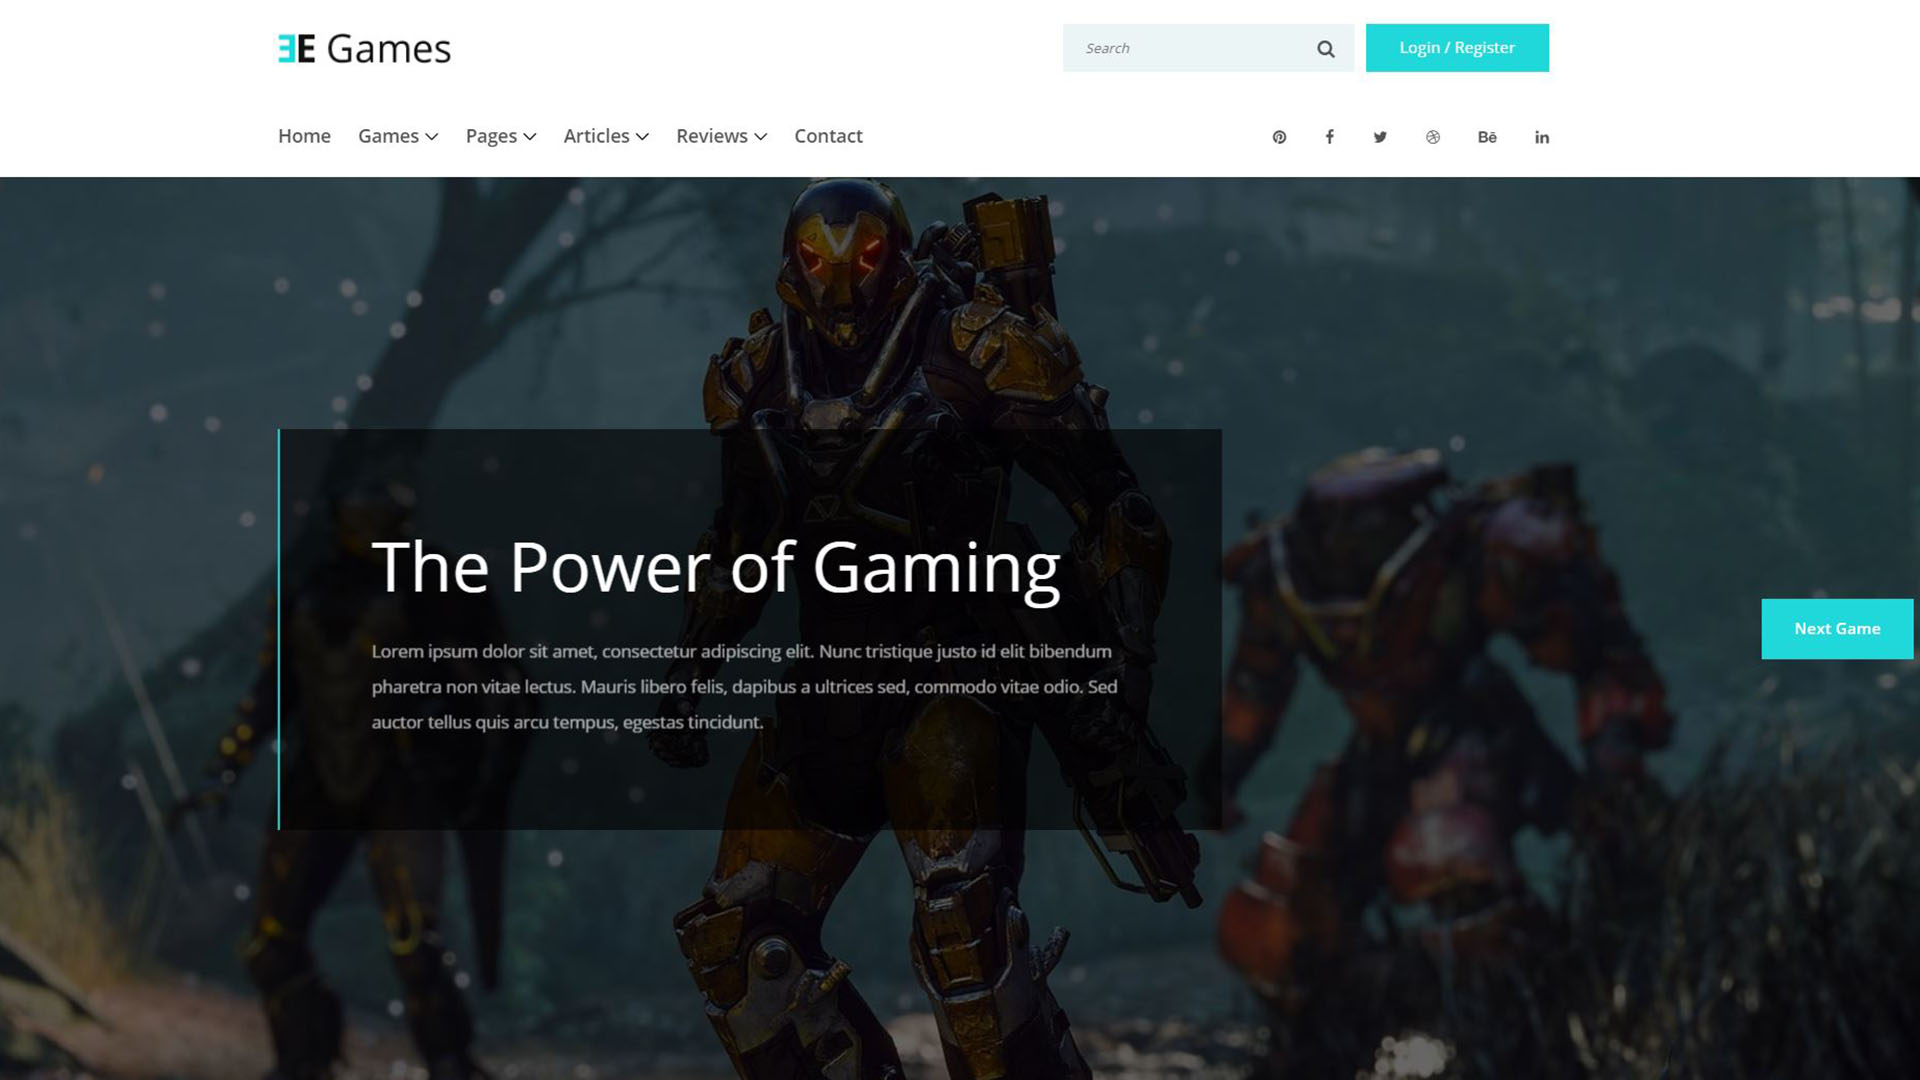 ƎE Games
Search
Login / Register
Home Games Pages Articles Reviews Contact
Bē
in
The Power of Gaming
Lorem ipsum dolor sit amet, consectetur adipiscing elit. Nunc tristique justo id elit bibendum
pharetra non vitae lectus. Mauris libero felis, dapibus a ultrices sed, commodo vitae odio. Sed
auctor tellus quis arcu tempus, egestas tincidunt.
Next Game